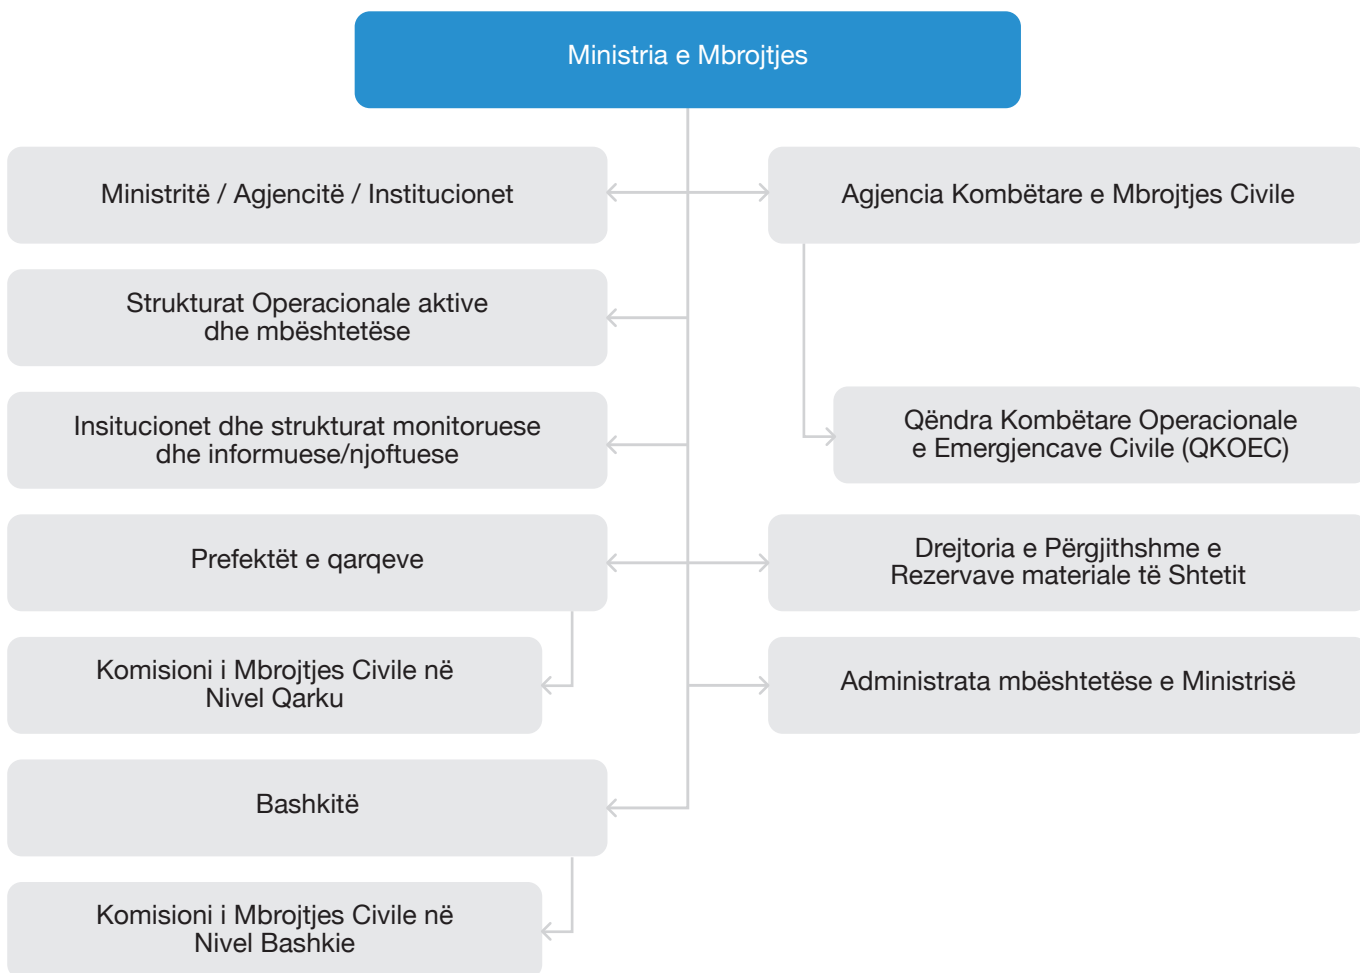 Ministria e Mbrojtjes
Ministritë / Agjencitë / Institucionet
Agjencia Kombëtare e Mbrojtjes Civile
Strukturat Operacionale aktive
dhe mbështetëse
Insitucionet dhe strukturat monitoruese
dhe informuese/njoftuese
Qëndra Kombëtare Operacionale
e Emergjencave Civile (QKOEC)
Prefektët e qarqeve
Drejtoria e Përgjithshme e
Rezervave materiale të Shtetit
Komisioni i Mbrojtjes Civile në
Nivel Qarku
Administrata mbështetëse e Ministrisë
Bashkitë
Komisioni i Mbrojtjes Civile në
Nivel Bashkie